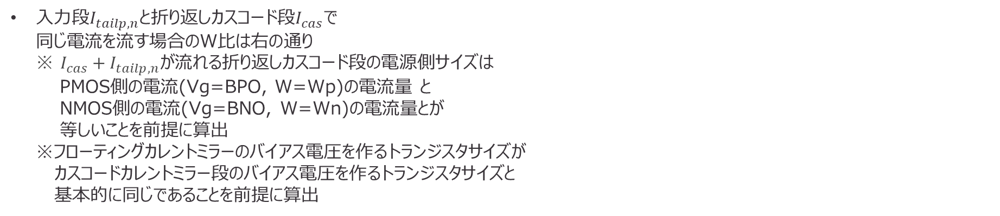 • 入力段I_{tailp,n}と折り返しカスコード段I_{cas}で
同じ電流を流す場合のW比は右の通り
※ I_{cas} + I_{tailp,n}が流れる折り返しカスコード段の電源側サイズは
PMOS側の電流(Vg=BPO, W=Wp)の電流量 と
NMOS側の電流(Vg=BNO, W=Wn)の電流量とが
等しいことを前提に算出
※フローティングカレントミラーのバイアス電圧を作るトランジスタサイズが
カスコードカレントミラー段のバイアス電圧を作るトランジスタサイズと
基本的に同じであることを前提に算出